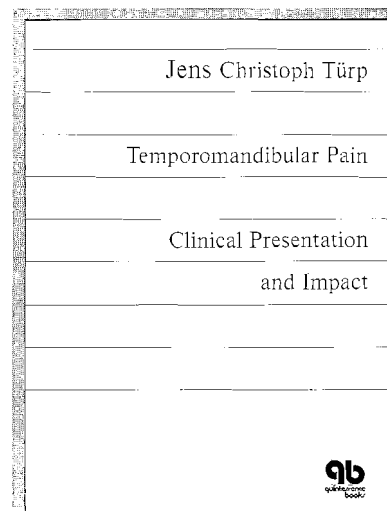 Jens Christoph Türp
Temporomandibular Pain
Clinical Presentation
and Impact
qb
quintessence
books